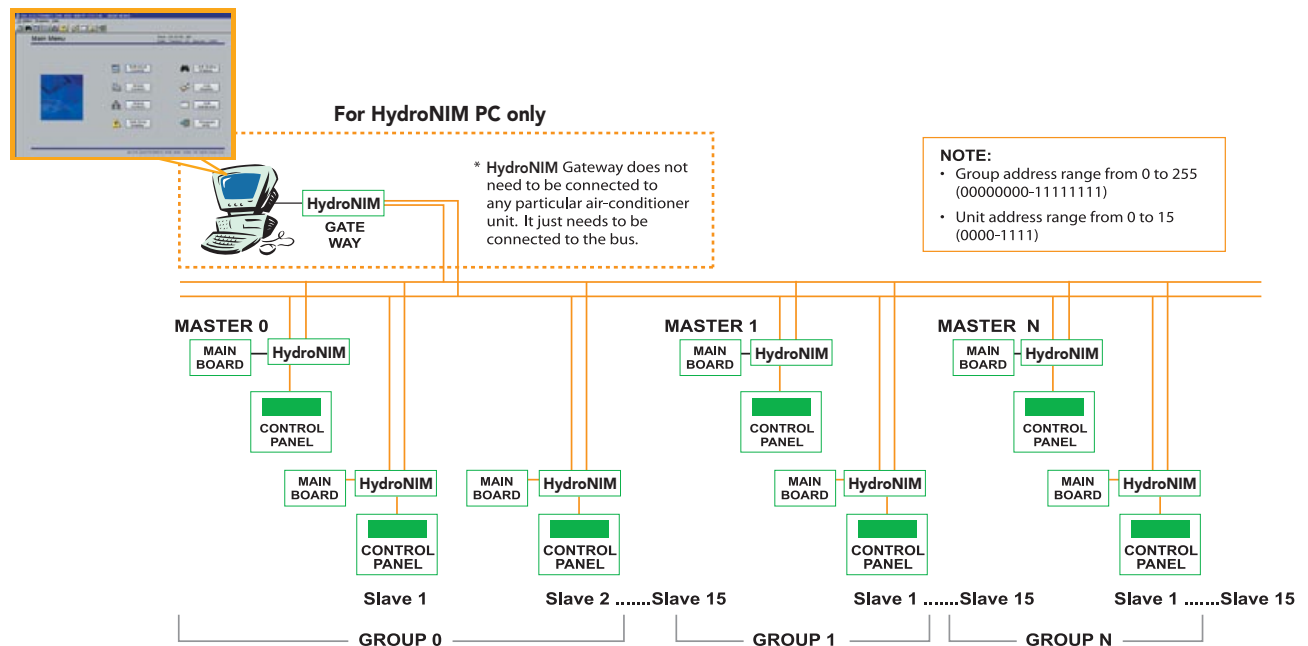 Main Menu
For HydroNIM PC only
HydroNIM
GATE
WAY
* HydroNIM Gateway does not
need to be connected to
any particular air-conditioner
unit. It just needs to be
connected to the bus.
NOTE:
• Group address range from 0 to 255
(00000000-11111111)
• Unit address range from 0 to 15
(0000-1111)
MASTER 0
MAIN
BOARD
HydroNIM
CONTROL
PANEL
MAIN
BOARD
HydroNIM
CONTROL
PANEL
Slave 1
MAIN
BOARD
HydroNIM
CONTROL
PANEL
Slave 2 .......Slave 15
GROUP 0
MASTER 1
MAIN
BOARD
HydroNIM
CONTROL
PANEL
MAIN
BOARD
HydroNIM
CONTROL
PANEL
Slave 1 .......Slave 15
GROUP 1
MASTER N
MAIN
BOARD
HydroNIM
CONTROL
PANEL
MAIN
BOARD
HydroNIM
CONTROL
PANEL
Slave 1 .......Slave 15
GROUP N